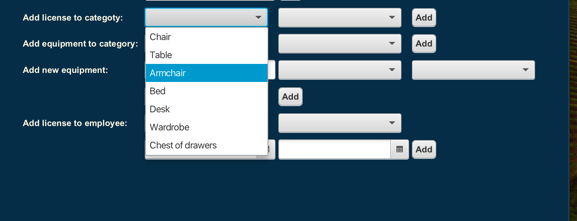 Add license to categoty:
Add
Chair
Add equipment to category:
Add
Table
Add new equipment:
Armchair
Bed
Add
Desk
Add license to employee:
Wardrobe
Chest of drawers
Add